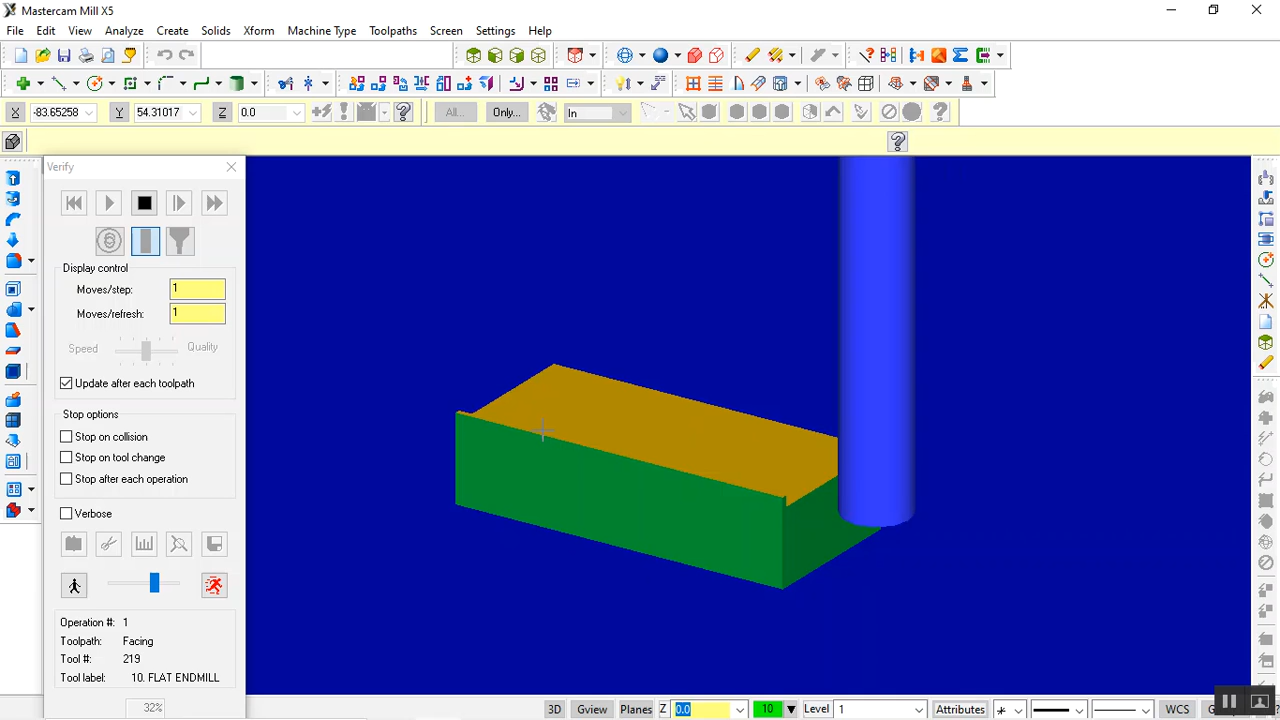 Mastercam Mill X5
File Edit View Analyze Create Solids Xform Machine Type Toolpaths Screen Settings Help
X -83.65258 Y 54.31017 Z 0.0 All... Only... In
Verify
Display control
Moves/step: 1
Moves/refresh: 1
Speed Quality
Update after each toolpath
Stop options
Stop on collision
Stop on tool change
Stop after each operation
Verbose
Operation #: 1
Toolpath: Facing
Tool #: 219
Tool label: 10. FLAT ENDMILL
32%
3D Gview Planes Z 0.0 10 Level 1 Attributes WCS